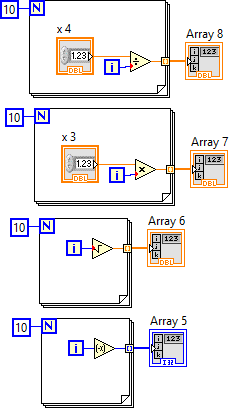 x 4
Array 8
10 N
i 123
1.23
j
k
DBL
DBL
i
÷
x 3
Array 7
10 N
i 123
1.23
j
k
DBL
DBL
i
×
Array 6
10 N
i 123
j
k
i
√
DBL
Array 5
10 N
i 123
j
k
i
(-x)
I32